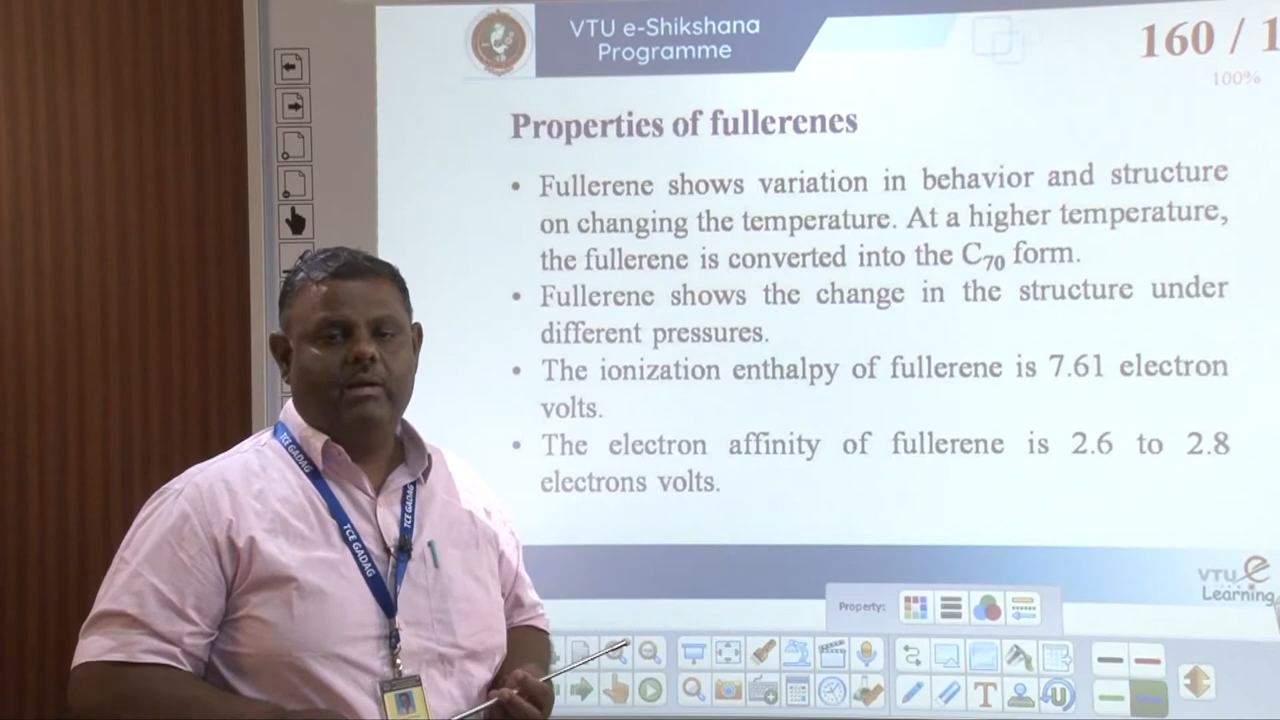 VTU e-Shikshana
Programme
160 / 1
100%
Properties of fullerenes
• Fullerene shows variation in behavior and structure
on changing the temperature. At a higher temperature,
the fullerene is converted into the C₇₀ form.
• Fullerene shows the change in the structure under
different pressures.
• The ionization enthalpy of fullerene is 7.61 electron
volts.
• The electron affinity of fullerene is 2.6 to 2.8
electrons volts.
VTU e
Learning
Property:
TCE GADAG
TCE GADAG
TCE GADAG